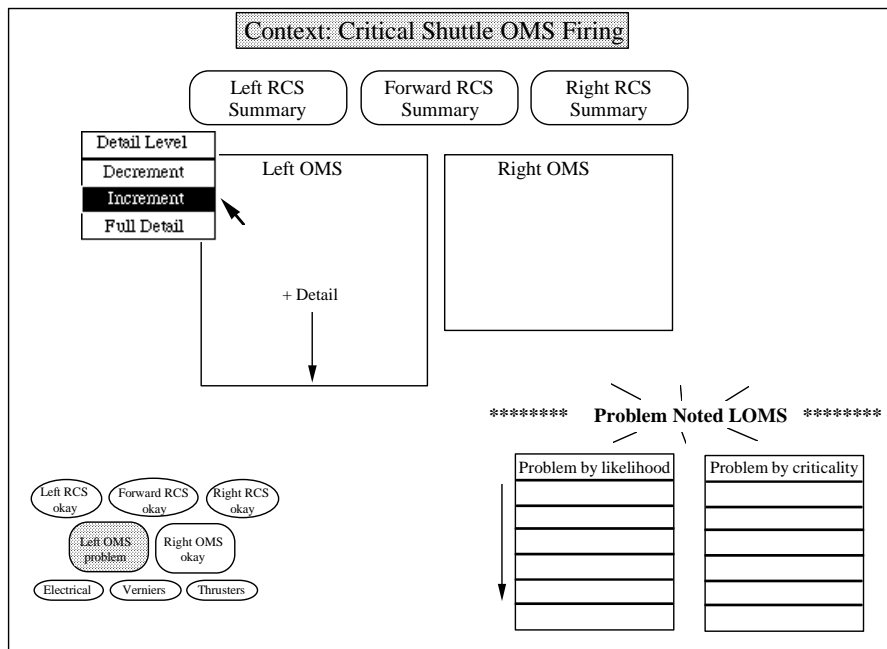 Context: Critical Shuttle OMS Firing
Left RCS
Summary
Forward RCS
Summary
Right RCS
Summary
Detail Level
Decrement
Increment
Full Detail
Left OMS
+ Detail
Right OMS
******** Problem Noted LOMS ********
Problem by likelihood
Problem by criticality
Left RCS
okay
Forward RCS
okay
Right RCS
okay
Left OMS
problem
Right OMS
okay
Electrical
Verniers
Thrusters